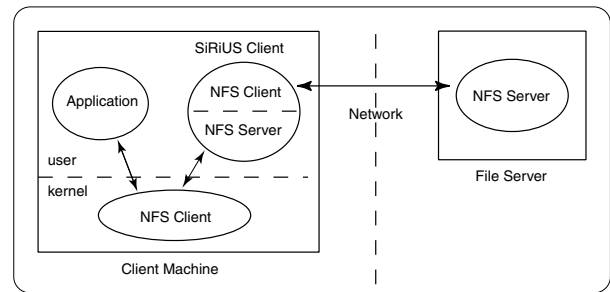 SiRiUS Client
NFS Client
NFS Server
Application
user
kernel
NFS Client
Client Machine
Network
NFS Server
File Server